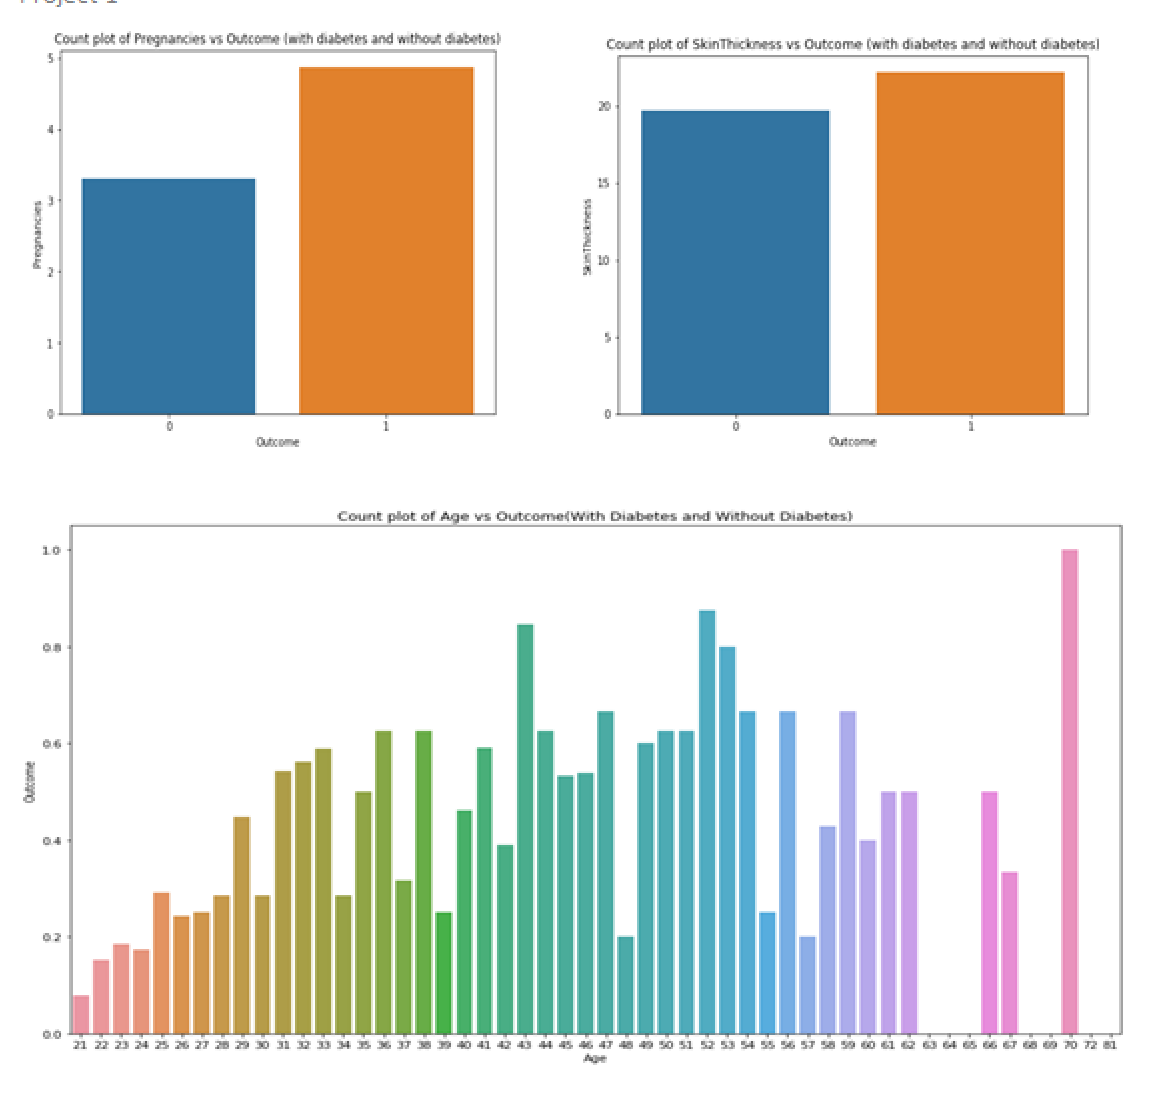 Project 1
Count plot of Pregnancies vs Outcome (with diabetes and without diabetes)
5
4
3
2
1
0
Pregnancies
0 1
Outcome
Count plot of SkinThickness vs Outcome (with diabetes and without diabetes)
20
15
10
5
0
SkinThickness
0 1
Outcome
Count plot of Age vs Outcome(With Diabetes and Without Diabetes)
1.0
0.8
0.6
0.4
0.2
0.0
Outcome
21 22 23 24 25 26 27 28 29 30 31 32 33 34 35 36 37 38 39 40 41 42 43 44 45 46 47 48 49 50 51 52 53 54 55 56 57 58 59 60 61 62 63 64 65 66 67 68 69 70 72 81
Age